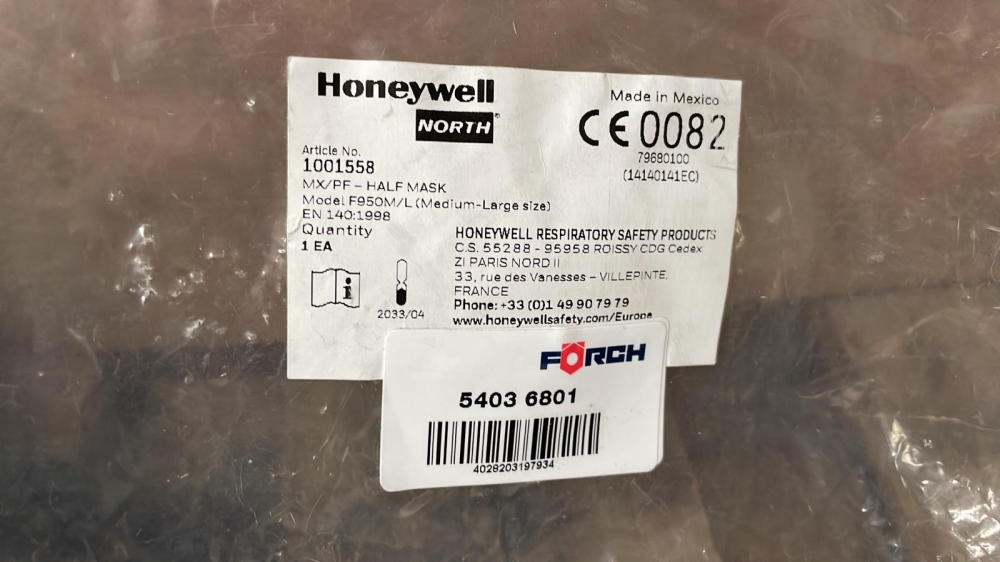 Honeywell
NORTH®
Article No.
1001558
MX/PF - HALF MASK
Model F950M/L (Medium-Large size)
EN 140:1998
Quantity
1 EA
i
2033/04
Made in Mexico
CE 0082
79680100
(14140141EC)
HONEYWELL RESPIRATORY SAFETY PRODUCTS
C.S. 55288 - 95958 ROISSY CDG Cedex
ZI PARIS NORD II
33, rue des Vanesses - VILLEPINTE,
FRANCE
Phone: +33 (0)1 49 90 79 79
www.honeywellsafety.com/Europe
FÖRCH
5403 6801
4028203197934